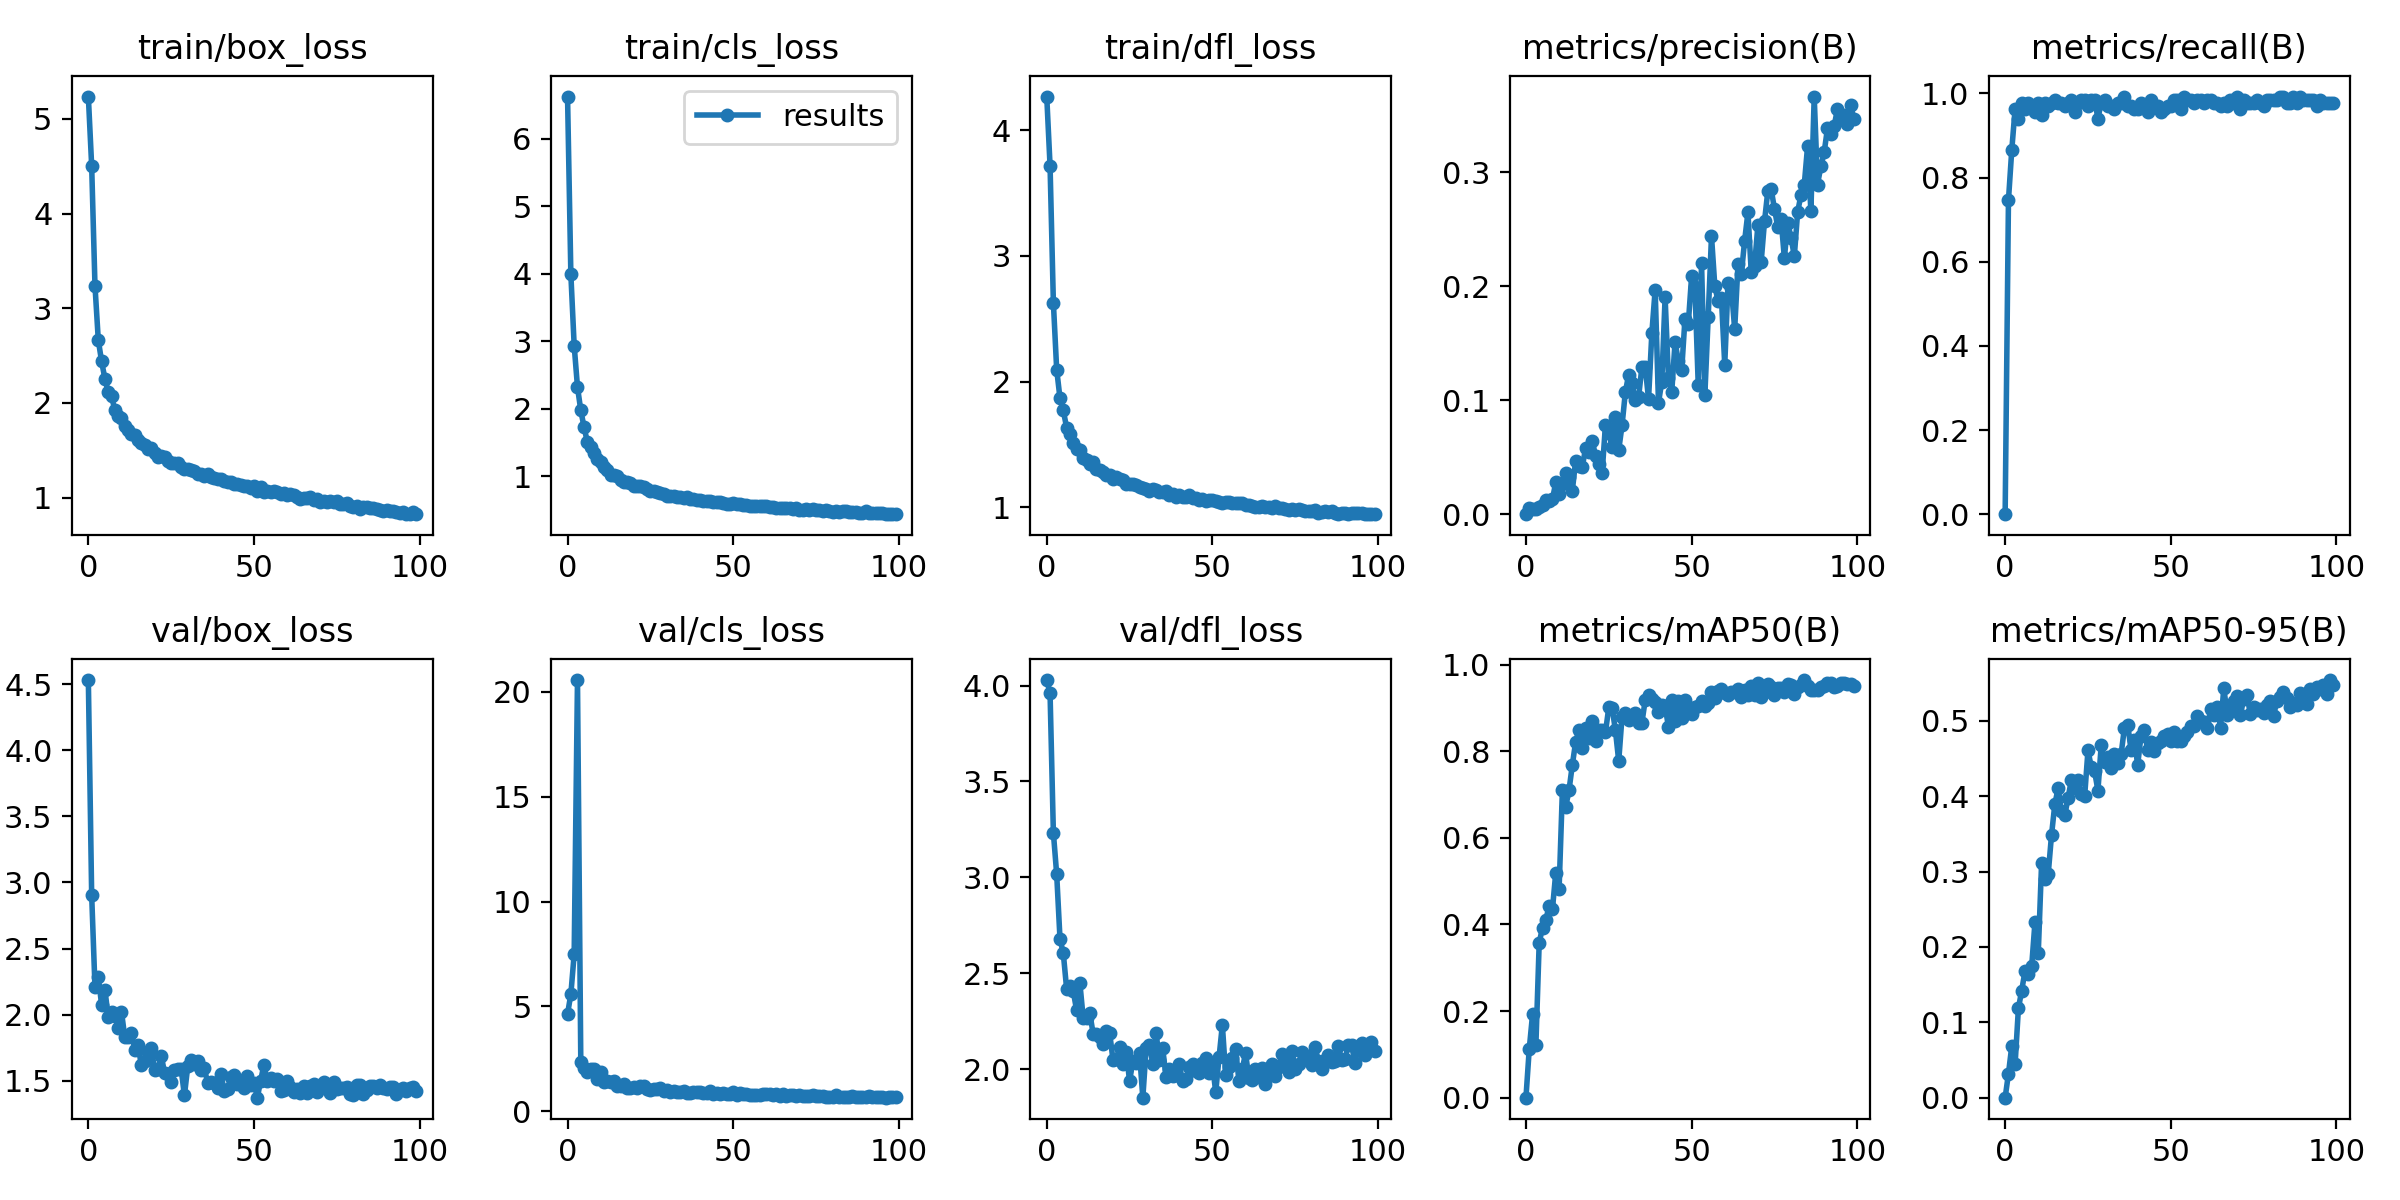 train/box_loss
train/cls_loss
train/dfl_loss
metrics/precision(B)
metrics/recall(B)
5
4
3
2
1
0 50 100
results
6
5
4
3
2
1
0 50 100
4
3
2
1
0 50 100
0.3
0.2
0.1
0.0
0 50 100
1.0
0.8
0.6
0.4
0.2
0.0
0 50 100
val/box_loss
val/cls_loss
val/dfl_loss
metrics/mAP50(B)
metrics/mAP50-95(B)
4.5
4.0
3.5
3.0
2.5
2.0
1.5
0 50 100
20
15
10
5
0
0 50 100
4.0
3.5
3.0
2.5
2.0
0 50 100
1.0
0.8
0.6
0.4
0.2
0.0
0 50 100
0.5
0.4
0.3
0.2
0.1
0.0
0 50 100